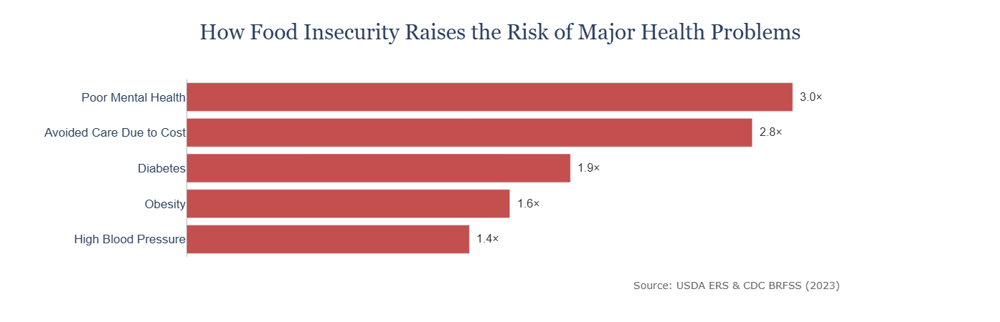 How Food Insecurity Raises the Risk of Major Health Problems
Poor Mental Health 3.0×
Avoided Care Due to Cost 2.8×
Diabetes 1.9×
Obesity 1.6×
High Blood Pressure 1.4×
Source: USDA ERS & CDC BRFSS (2023)